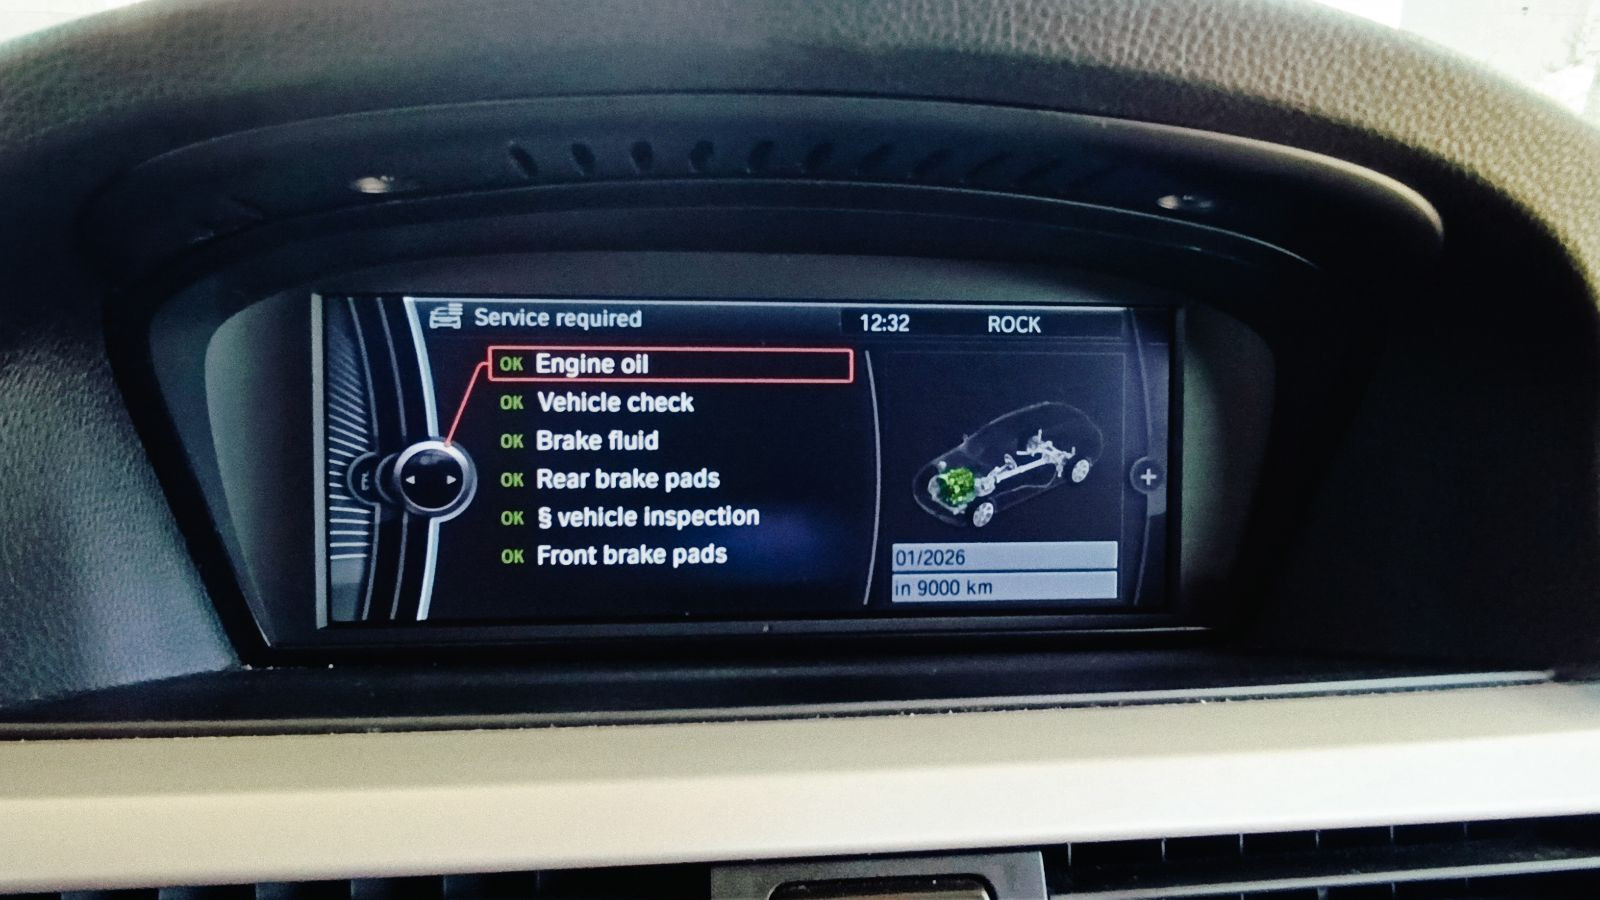 Service required
12:32
ROCK
OK Engine oil
OK Vehicle check
OK Brake fluid
OK Rear brake pads
OK § vehicle inspection
OK Front brake pads
01/2026
in 9000 km